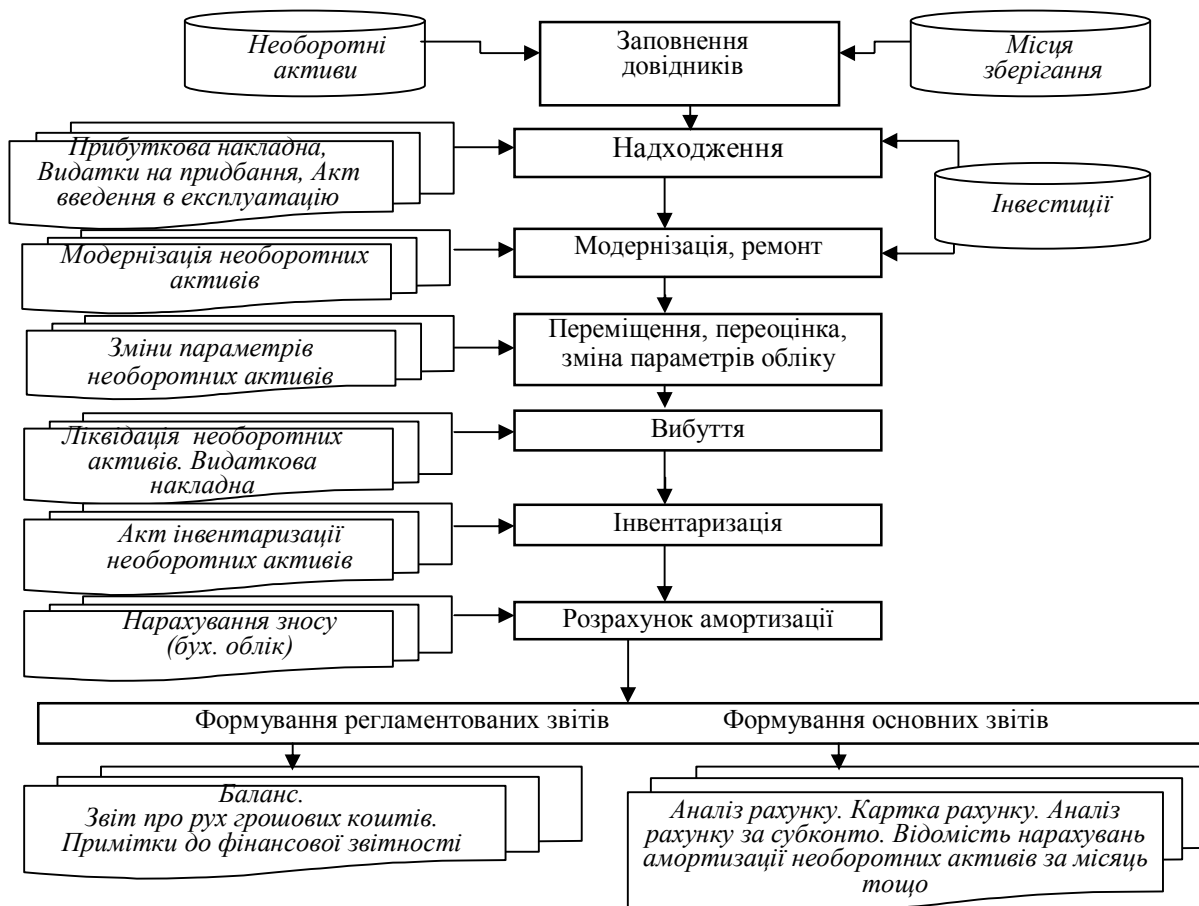 Необоротні
активи
Заповнення
довідників
Місця
зберігання
Прибуткова накладна,
Видатки на придбання, Акт
введення в експлуатацію
Надходження
Інвестиції
Модернізація необоротних
активів
Модернізація, ремонт
Зміни параметрів
необоротних активів
Переміщення, переоцінка,
зміна параметрів обліку
Ліквідація необоротних
активів. Видаткова
накладна
Вибуття
Акт інвентаризації
необоротних активів
Інвентаризація
Нарахування зносу
(бух. облік)
Розрахунок амортизації
Формування регламентованих звітів
Формування основних звітів
Баланс.
Звіт про рух грошових коштів.
Примітки до фінансової звітності
Аналіз рахунку. Картка рахунку. Аналіз
рахунку за субконто. Відомість нарахувань
амортизації необоротних активів за місяць
тощо